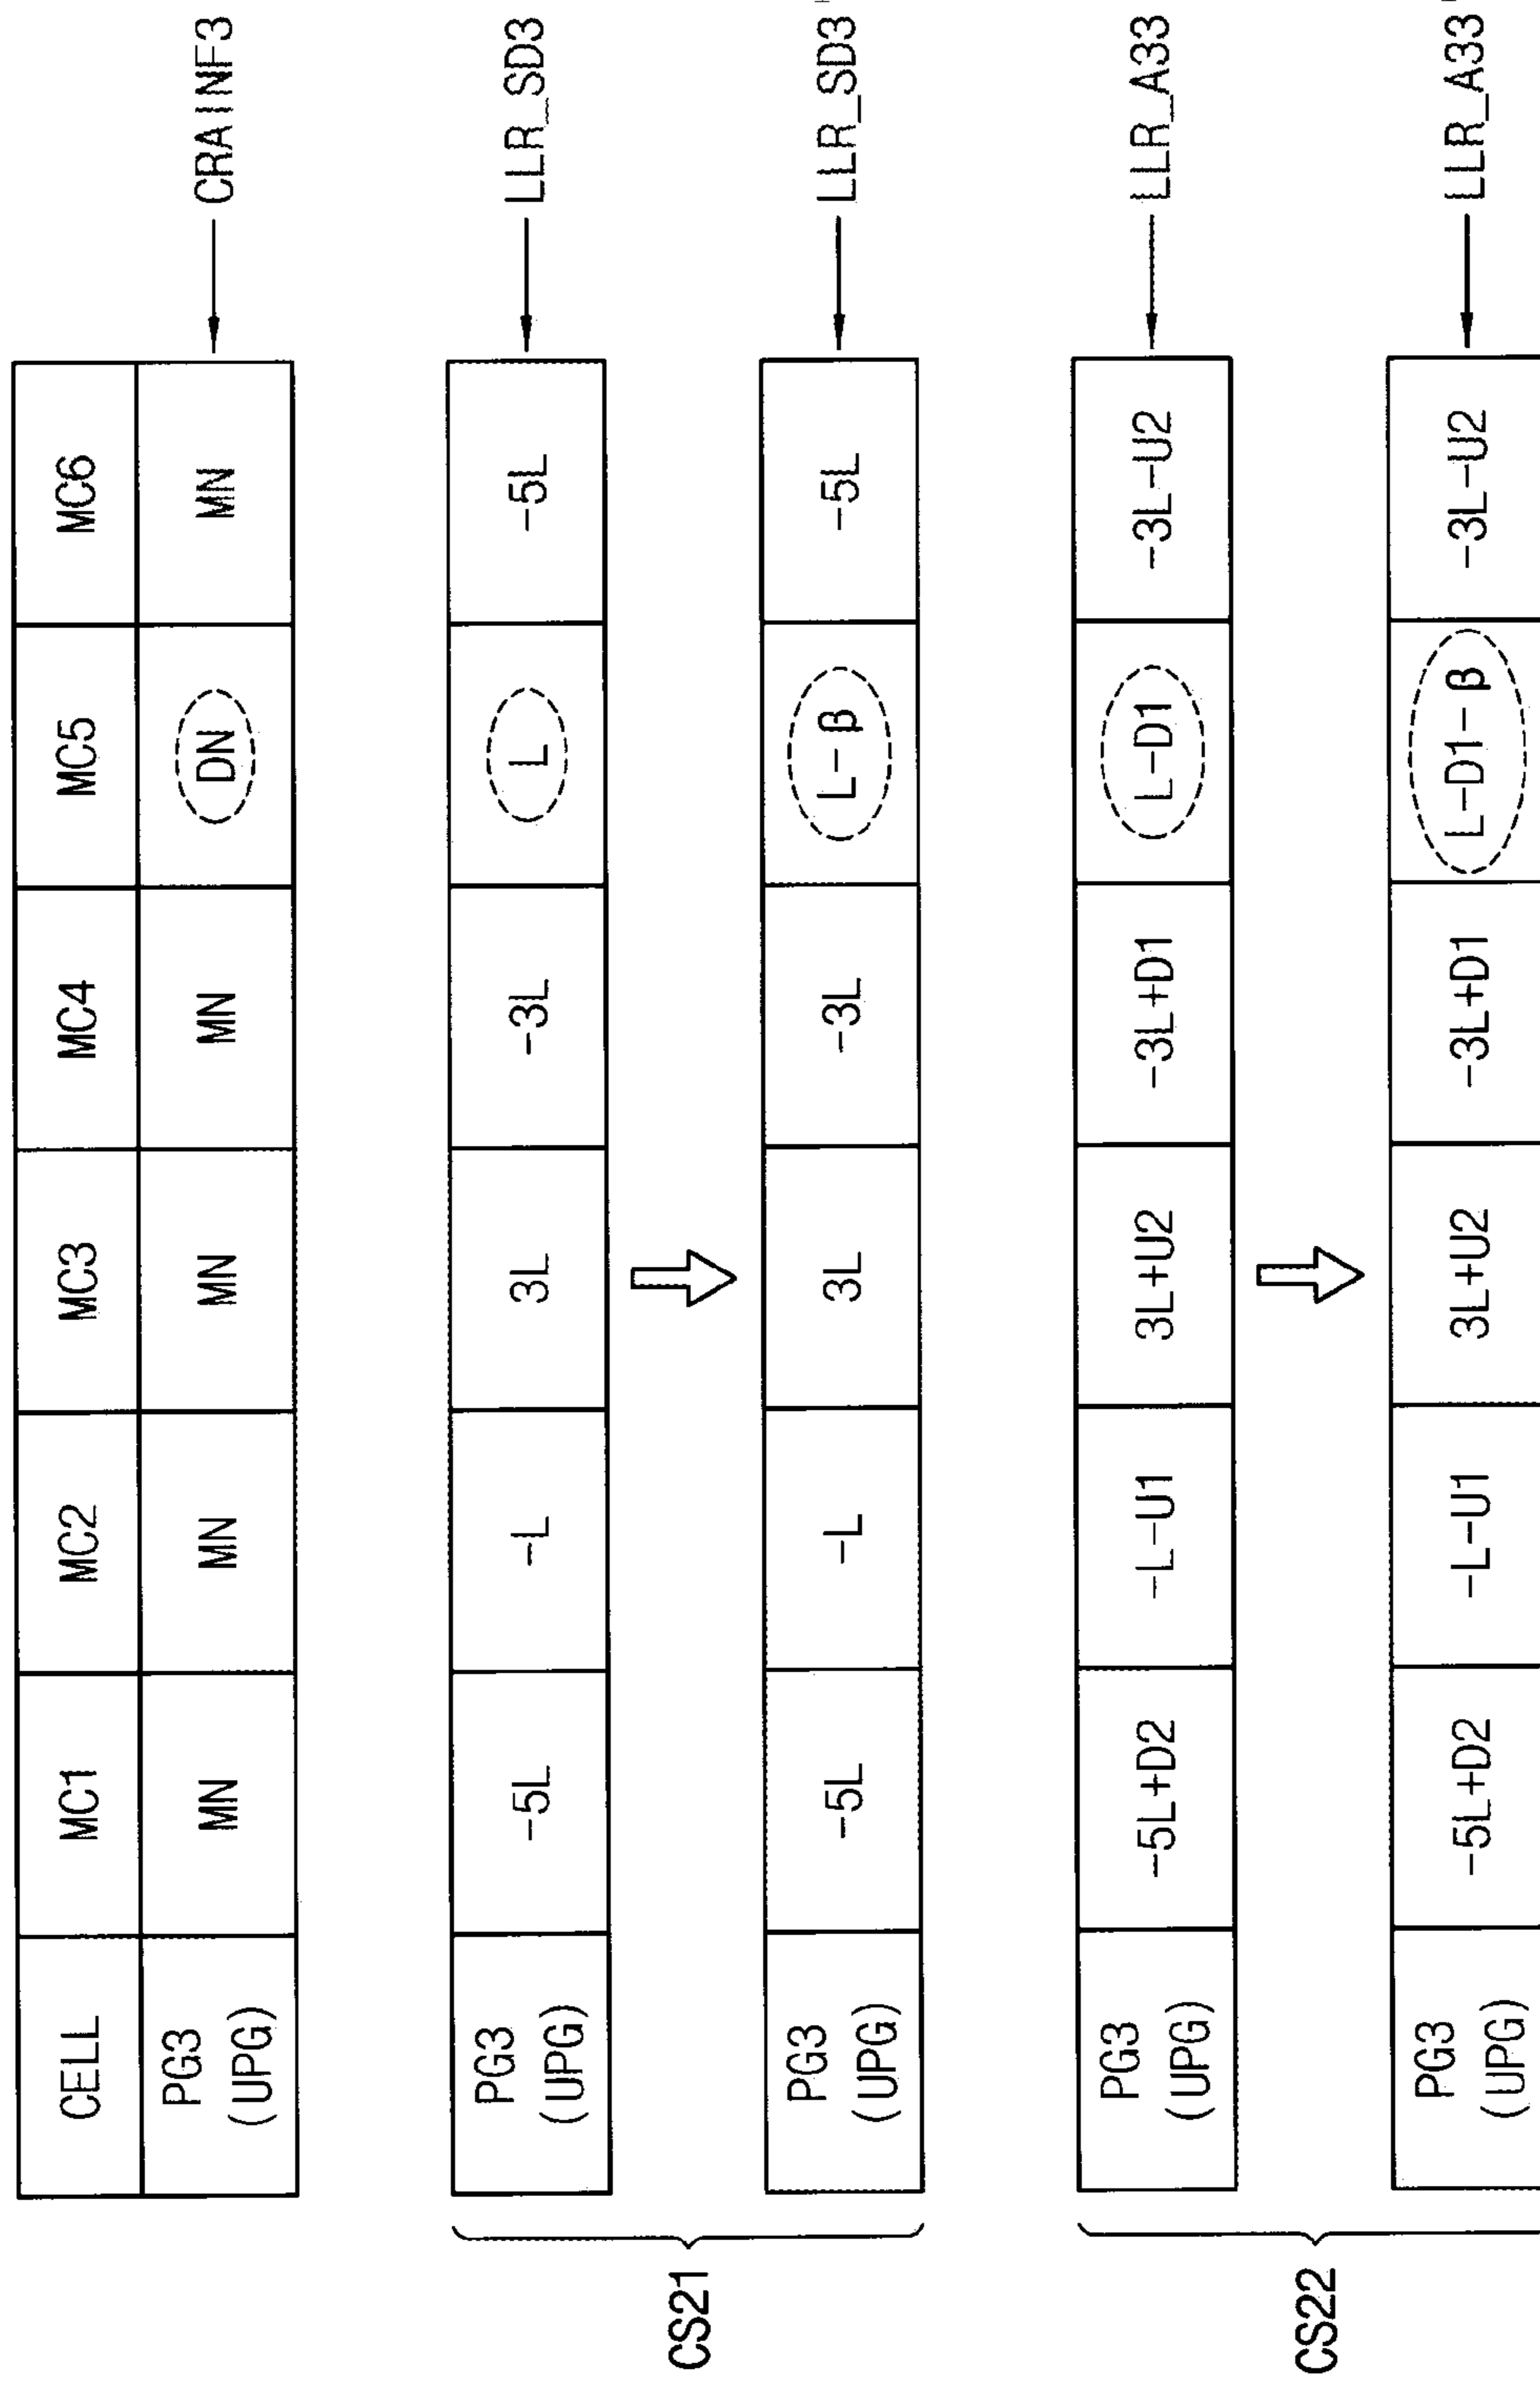 CELL MC1 MC2 MC3 MC4 MC5 MC6
PG3 (UPG) MN MN MN MN DN MN CRAINF3
CS21
PG3 (UPG) -5L -L 3L -3L L -5L LLR_SD3
PG3 (UPG) -5L -L 3L -3L L-β -5L LLR_SD3
CS22
PG3 (UPG) -5L+D2 -L-U1 3L+U2 -3L+D1 L-D1 -3L-U2 LLR_A33
PG3 (UPG) -5L+D2 -L-U1 3L+U2 -3L+D1 L-D1-β -3L-U2 LLR_A33